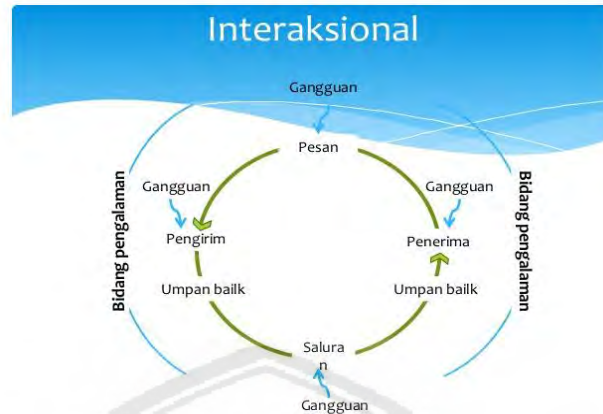 Interaksional
Gangguan
Pesan
Gangguan
Gangguan
Bidang pengalaman
Bidang pengalaman
Pengirim
Penerima
Umpan bailk
Umpan bailk
Salura
n
Gangguan